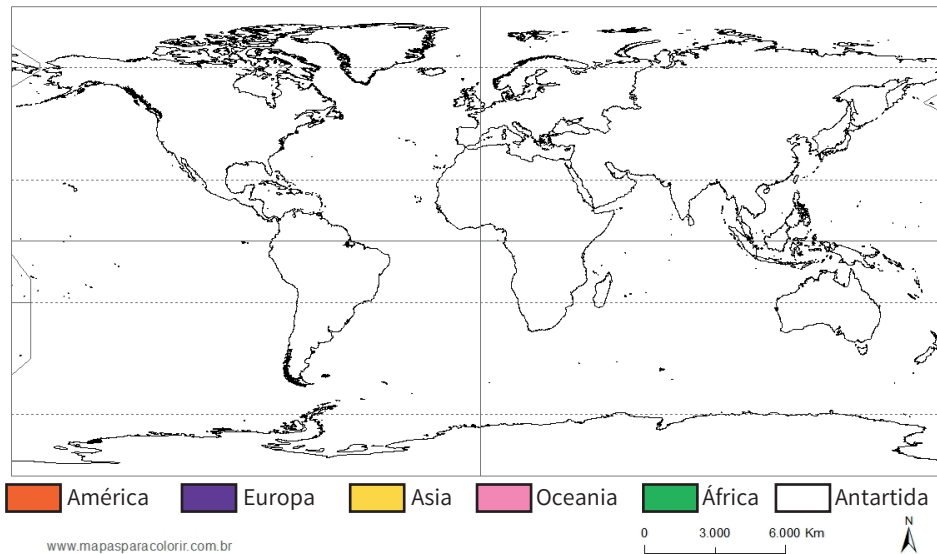 América Europa Asia Oceania África Antartida
www.mapasparacolorir.com.br
0 3.000 6.000 Km
N